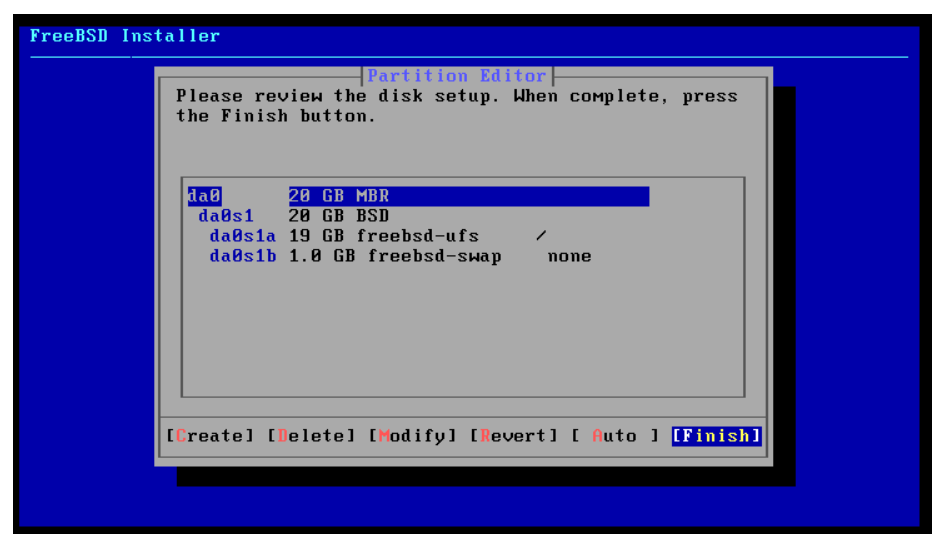 FreeBSD Installer
Partition Editor
Please review the disk setup. When complete, press
the Finish button.
da0 20 GB MBR
da0s1 20 GB BSD
da0s1a 19 GB freebsd-ufs /
da0s1b 1.0 GB freebsd-swap none
[Create] [Delete] [Modify] [Revert] [ Auto ] [Finish]